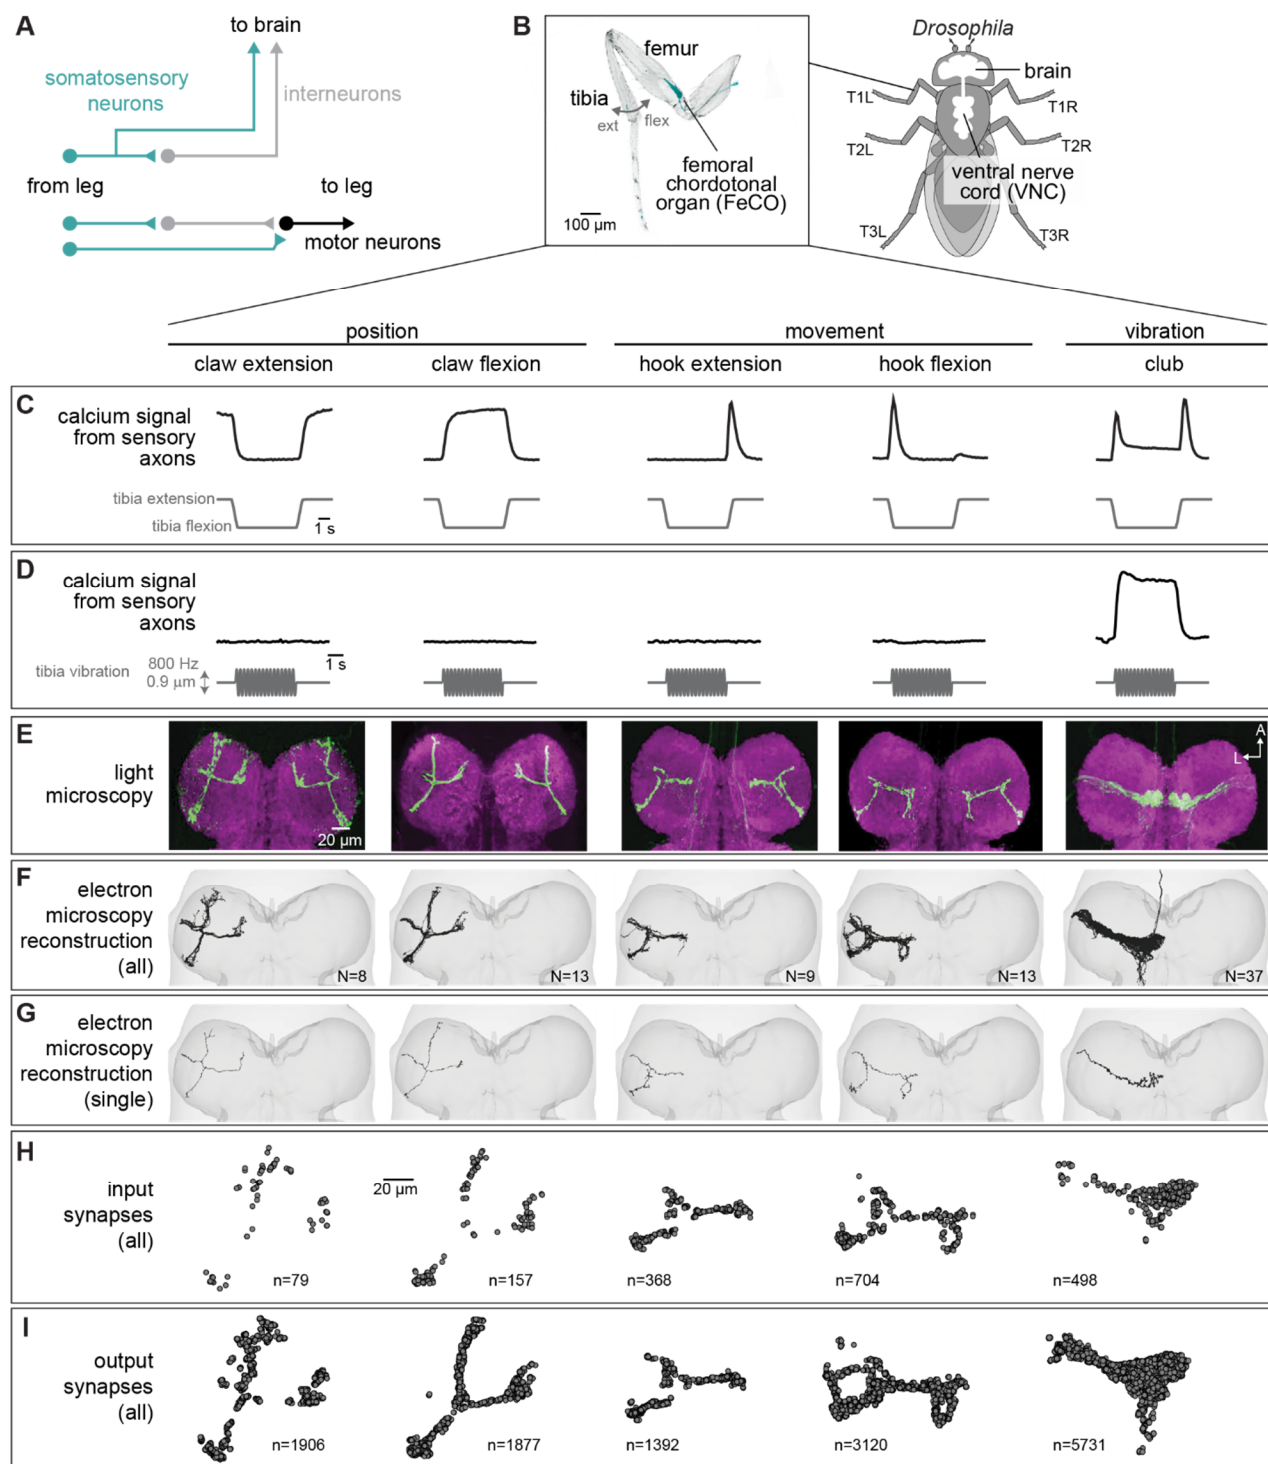 A
to brain
somatosensory
neurons
interneurons
from leg
to leg
motor neurons
B
femur
tibia
ext
flex
femoral
chordotonal
organ (FeCO)
100 µm
Drosophila
brain
T1L
T1R
T2L
T2R
ventral nerve
cord (VNC)
T3L
T3R
position
movement
vibration
claw extension
claw flexion
hook extension
hook flexion
club
C
calcium signal
from sensory
axons
tibia extension
tibia flexion
1 s
D
calcium signal
from sensory
axons
tibia vibration
800 Hz
0.9 µm
1 s
E
light
microscopy
20 µm
A
L
F
electron
microscopy
reconstruction
(all)
N=8
N=13
N=9
N=13
N=37
G
electron
microscopy
reconstruction
(single)
H
input
synapses
(all)
20 µm
n=79
n=157
n=368
n=704
n=498
I
output
synapses
(all)
n=1906
n=1877
n=1392
n=3120
n=5731